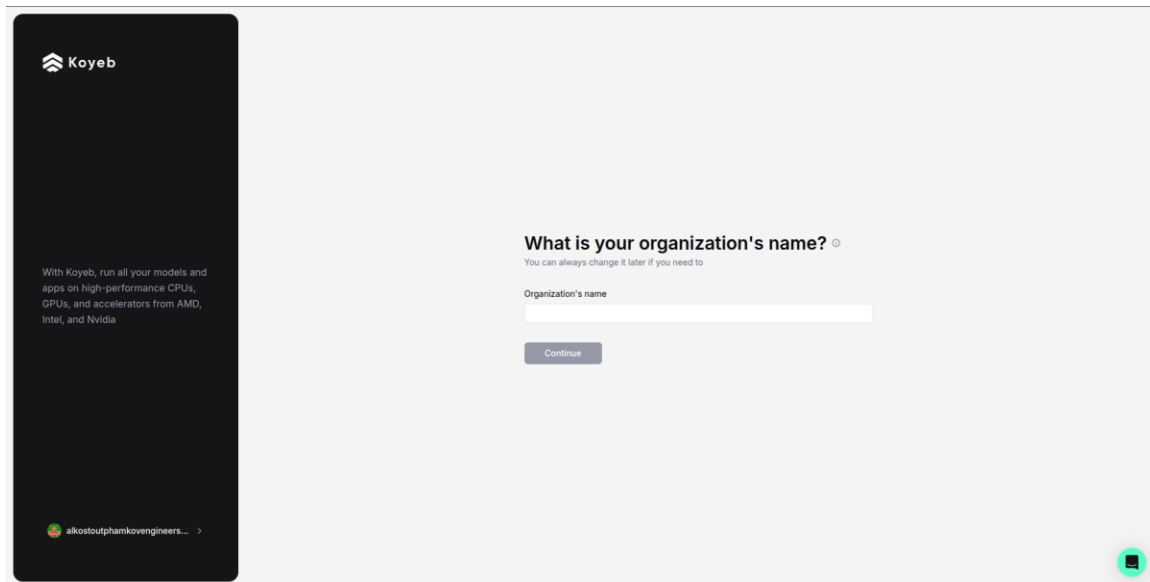 Koyeb
With Koyeb, run all your models and
apps on high-performance CPUs,
GPUs, and accelerators from AMD,
Intel, and Nvidia
alkostoutphamkovengineers...
What is your organization's name?
You can always change it later if you need to
Organization's name
Continue